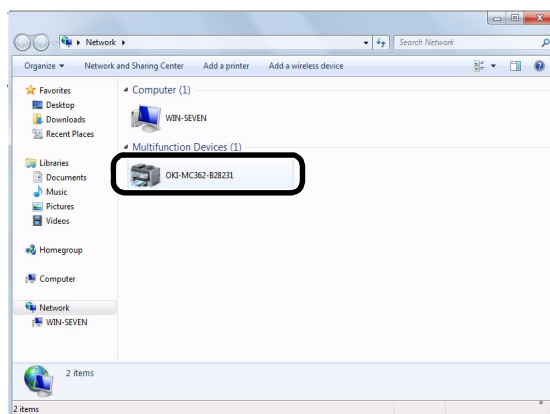 Network
Search Network
Organize
Network and Sharing Center
Add a printer
Add a wireless device
Favorites
Desktop
Downloads
Recent Places
Libraries
Documents
Music
Pictures
Videos
Homegroup
Computer
Network
WIN-SEVEN
Computer (1)
WIN-SEVEN
Multifunction Devices (1)
OKI-MC362-B28231
2 items
2 items